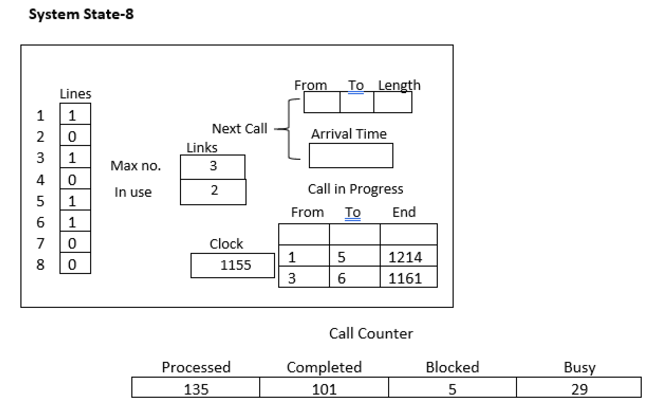 System State-8
From To Length
Lines
1 1
Next Call
2 0
Arrival Time
Links
3 1
Max no. 3
4 0
In use 2
Call in Progress
5 1
From To End
6 1
7 0
Clock
1 5 1214
8 0
1155
3 6 1161
Call Counter
Processed Completed Blocked Busy
135 101 5 29